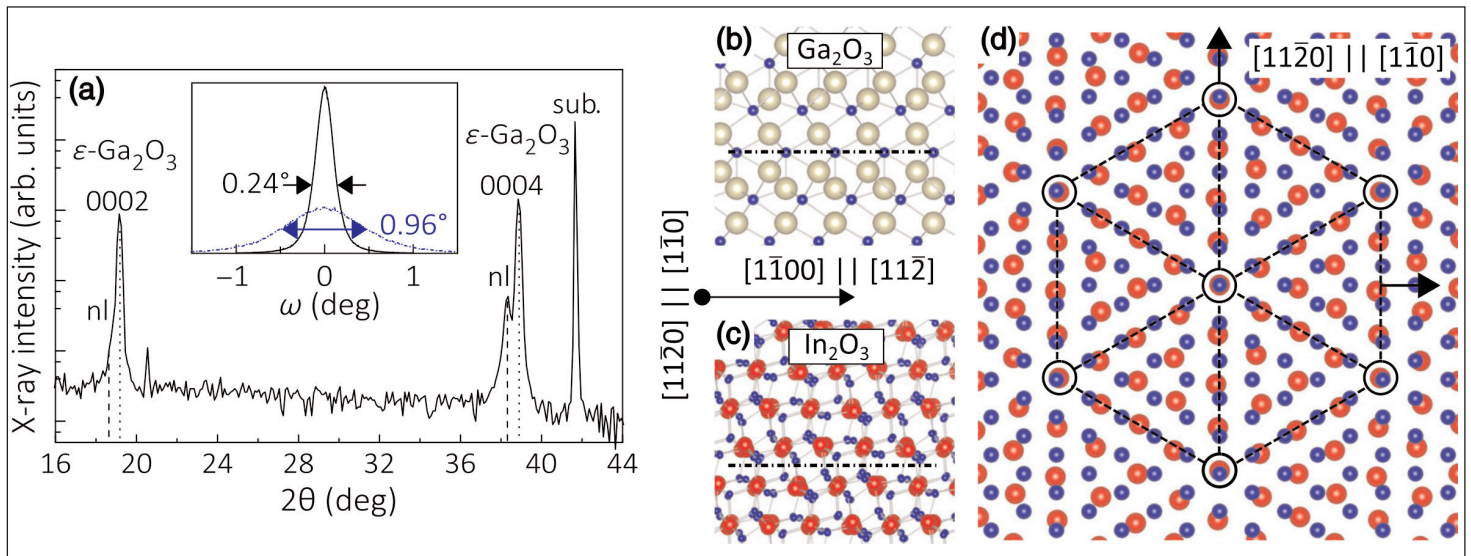 (a)
X-ray intensity (arb. units)
ε-Ga₂O₃
0002
nl
0.24°
0.96°
−1 0 1
ω (deg)
ε-Ga₂O₃
0004
nl
sub.
16 20 24 28 32 36 40 44
2θ (deg)
(b)
Ga₂O₃
[11̅00] || [112̅]
[112̅0] || [11̅0]
(c)
In₂O₃
(d)
[112̅0] || [11̅0]